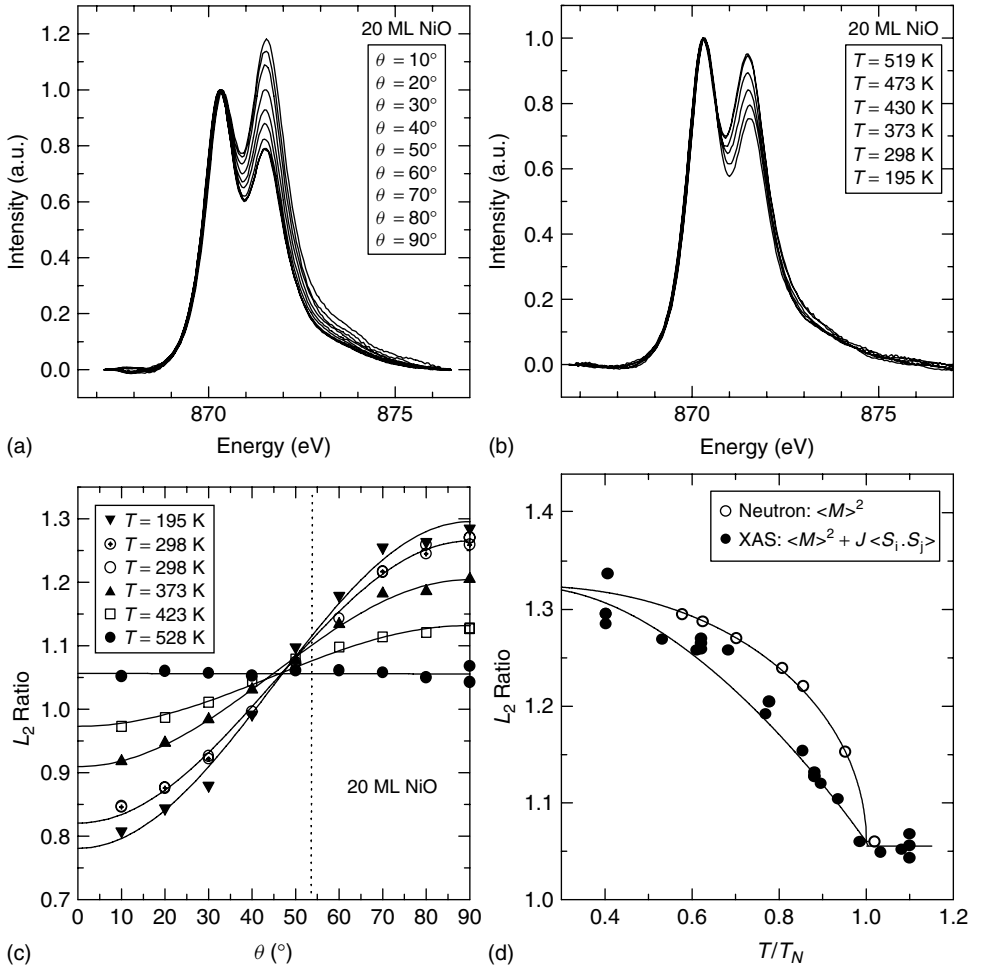 20 ML NiO
θ = 10°
θ = 20°
θ = 30°
θ = 40°
θ = 50°
θ = 60°
θ = 70°
θ = 80°
θ = 90°
1.2
1.0
0.8
0.6
0.4
0.2
0.0
Intensity (a.u.)
870
875
Energy (eV)
(a)
20 ML NiO
T = 519 K
T = 473 K
T = 430 K
T = 373 K
T = 298 K
T = 195 K
1.0
0.8
0.6
0.4
0.2
0.0
Intensity (a.u.)
870
875
Energy (eV)
(b)
T = 195 K
T = 298 K
T = 298 K
T = 373 K
T = 423 K
T = 528 K
1.3
1.2
1.1
1.0
0.9
0.8
0.7
L2 Ratio
20 ML NiO
0 10 20 30 40 50 60 70 80 90
θ (°)
(c)
Neutron: <M>²
XAS: <M>² + J <Si.Sj>
1.4
1.3
1.2
1.1
1.0
L2 Ratio
0.4 0.6 0.8 1.0 1.2
T/TN
(d)